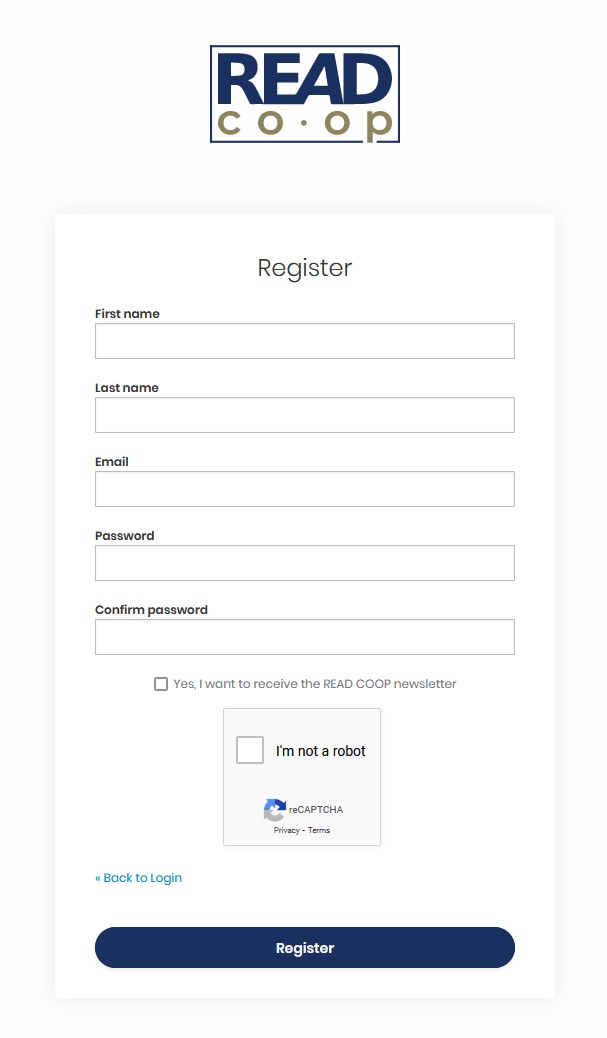 READ
co·op
Register
First name
Last name
Email
Password
Confirm password
Yes, I want to receive the READ COOP newsletter
I'm not a robot
reCAPTCHA
Privacy - Terms
« Back to Login
Register